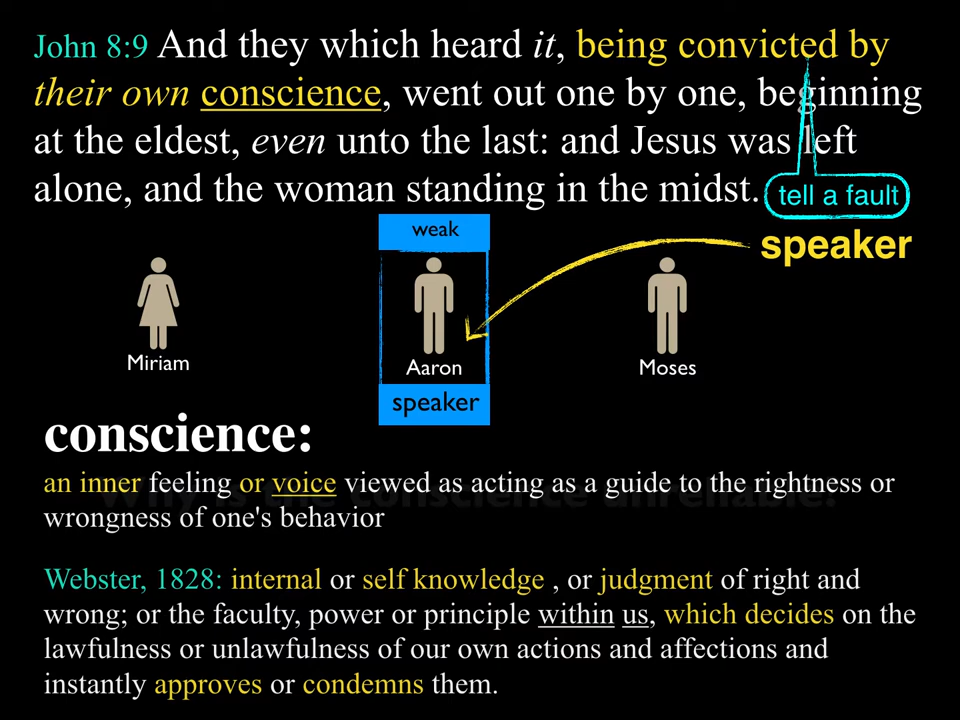 John 8:9 And they which heard it, being convicted by
their own conscience, went out one by one, beginning
at the eldest, even unto the last: and Jesus was left
alone, and the woman standing in the midst.
tell a fault
speaker
weak
Miriam
Aaron
Moses
speaker
conscience:
an inner feeling or voice viewed as acting as a guide to the rightness or
wrongness of one's behavior
Webster, 1828: internal or self knowledge , or judgment of right and
wrong; or the faculty, power or principle within us, which decides on the
lawfulness or unlawfulness of our own actions and affections and
instantly approves or condemns them.